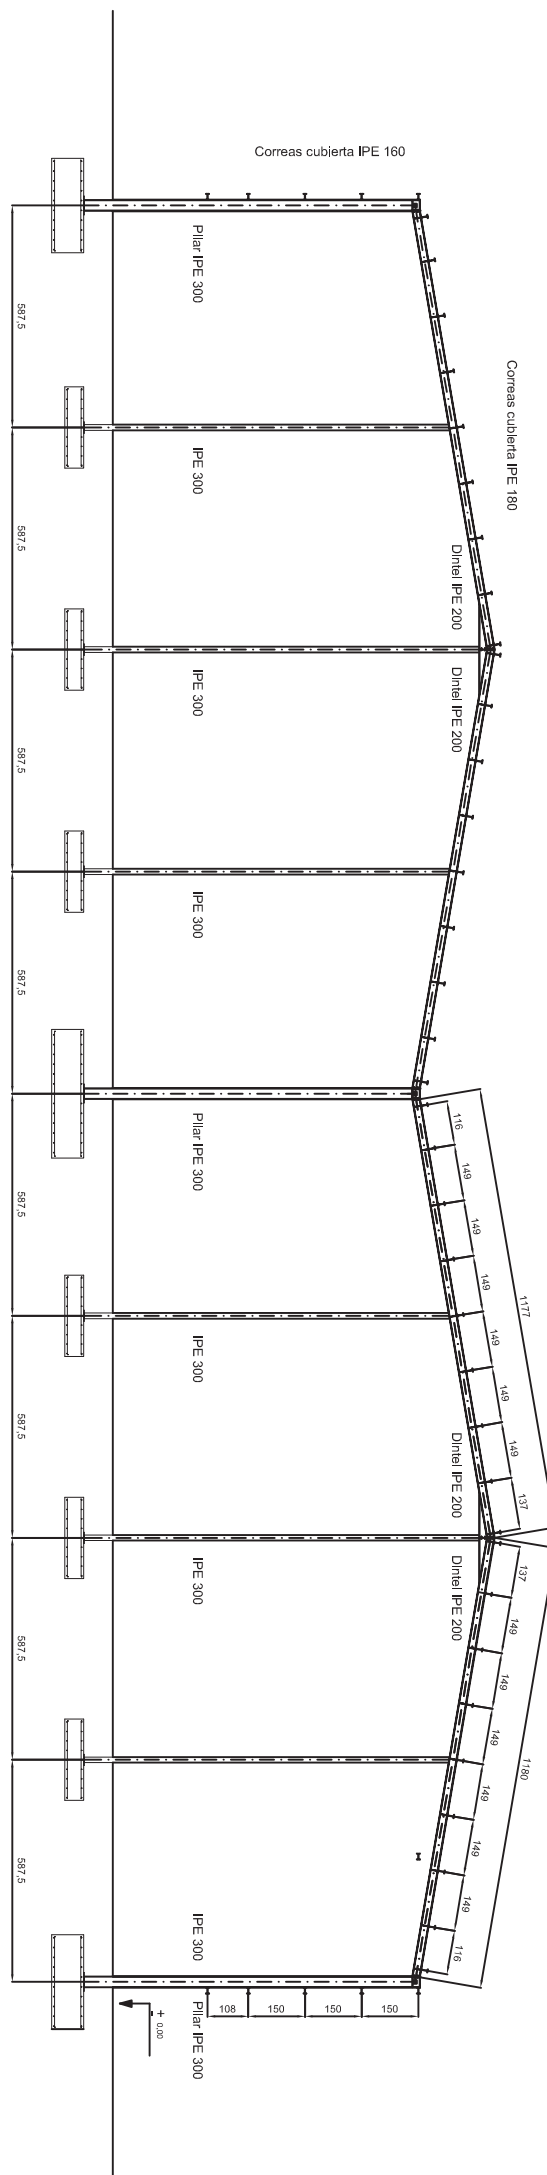 Correas cubierta IPE 160
Correas cubierta IPE 180
Pilar IPE 300
IPE 300
IPE 300
IPE 300
Pilar IPE 300
IPE 300
IPE 300
IPE 300
Pilar IPE 300
Dintel IPE 200
Dintel IPE 200
Dintel IPE 200
Dintel IPE 200
587,5
587,5
587,5
587,5
587,5
587,5
587,5
587,5
116
149
149
149
149
149
149
137
1177
137
149
149
149
149
149
149
116
1180
108
150
150
150
+ 0,00
-